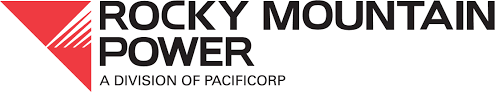 ROCKY MOUNTAIN
POWER
A DIVISION OF PACIFICORP